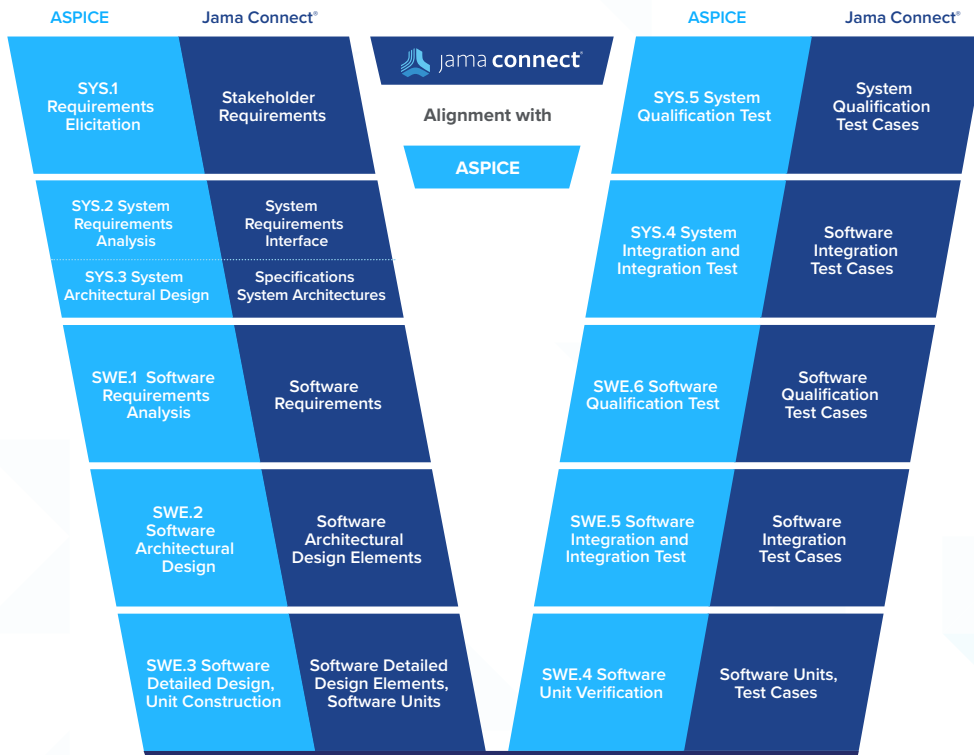 ASPICE
Jama Connect®
SYS.1
Requirements
Elicitation
Stakeholder
Requirements
SYS.2 System
Requirements
Analysis
System
Requirements
Interface
SYS.3 System
Architectural Design
Specifications
System Architectures
SWE.1 Software
Requirements
Analysis
Software
Requirements
SWE.2
Software
Architectural
Design
Software
Architectural
Design Elements
SWE.3 Software
Detailed Design,
Unit Construction
Software Detailed
Design Elements,
Software Units
jama connect®
Alignment with
ASPICE
ASPICE
Jama Connect®
SYS.5 System
Qualification Test
System
Qualification
Test Cases
SYS.4 System
Integration and
Integration Test
Software
Integration
Test Cases
SWE.6 Software
Qualification Test
Software
Qualification
Test Cases
SWE.5 Software
Integration and
Integration Test
Software
Integration
Test Cases
SWE.4 Software
Unit Verification
Software Units,
Test Cases